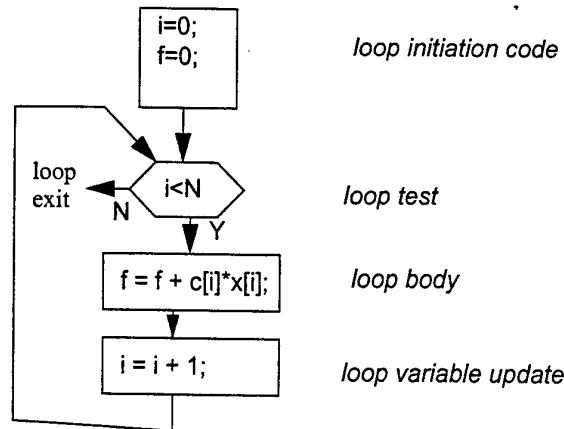 i=0;
f=0;
loop initiation code
loop
exit
i<N
N
Y
loop test
f = f + c[i]*x[i];
loop body
i = i + 1;
loop variable update